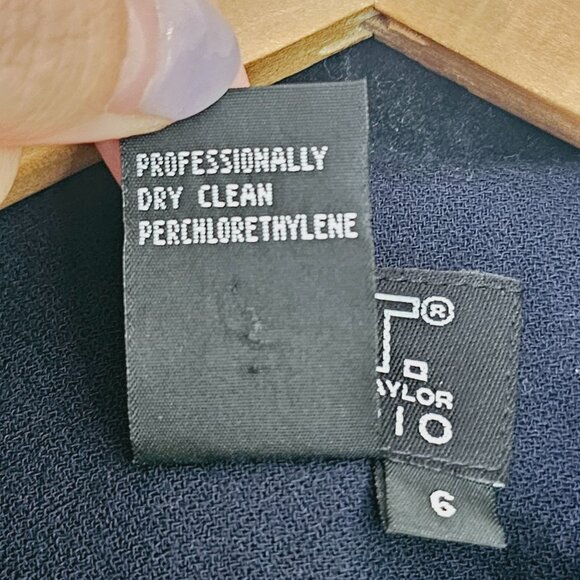 PROFESSIONALLY
DRY CLEAN
PERCHLORETHYLENE
T.®
AYLOR
IO
6